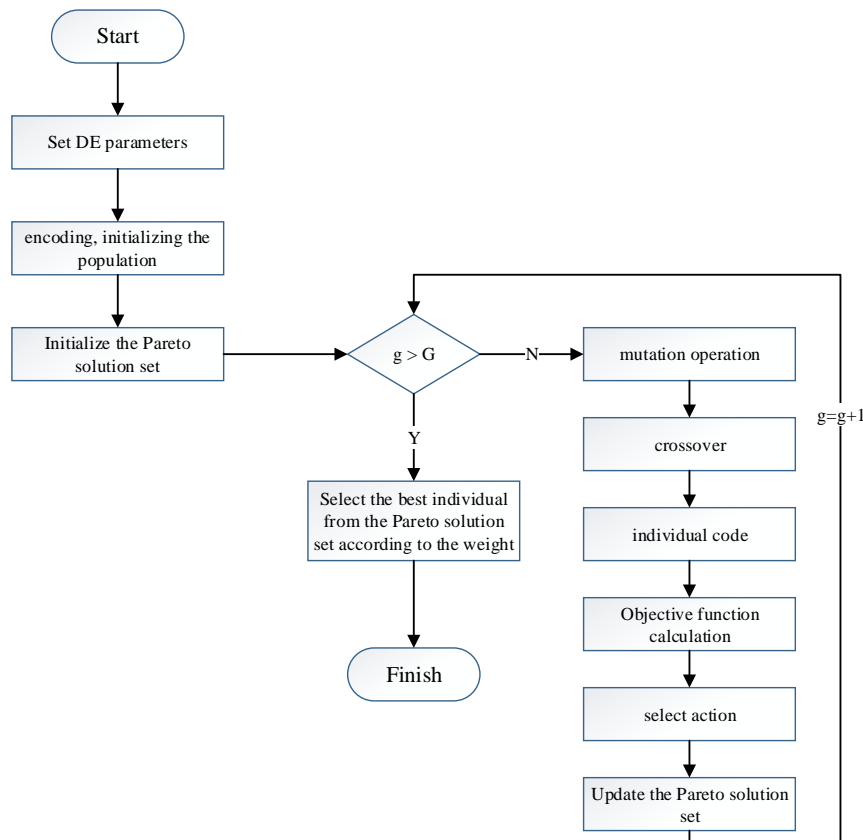 Start
Set DE parameters
encoding, initializing the
population
Initialize the Pareto
solution set
g > G
N
Y
Select the best individual
from the Pareto solution
set according to the weight
Finish
mutation operation
crossover
individual code
Objective function
calculation
select action
Update the Pareto solution
set
g=g+1